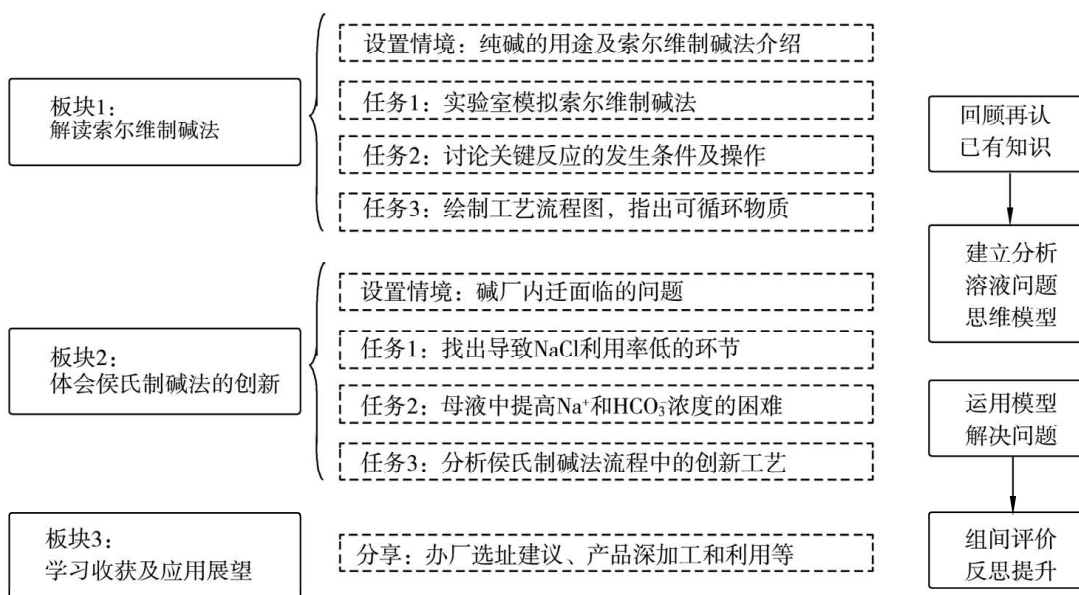 板块1：
解读索尔维制碱法
设置情境：纯碱的用途及索尔维制碱法介绍
任务1：实验室模拟索尔维制碱法
任务2：讨论关键反应的发生条件及操作
任务3：绘制工艺流程图，指出可循环物质
回顾再认
已有知识
建立分析
溶液问题
思维模型
板块2：
体会侯氏制碱法的创新
设置情境：碱厂内迁面临的问题
任务1：找出导致NaCl利用率低的环节
任务2：母液中提高Na⁺和HCO₃⁻浓度的困难
任务3：分析侯氏制碱法流程中的创新工艺
运用模型
解决问题
板块3：
学习收获及应用展望
分享：办厂选址建议、产品深加工和利用等
组间评价
反思提升